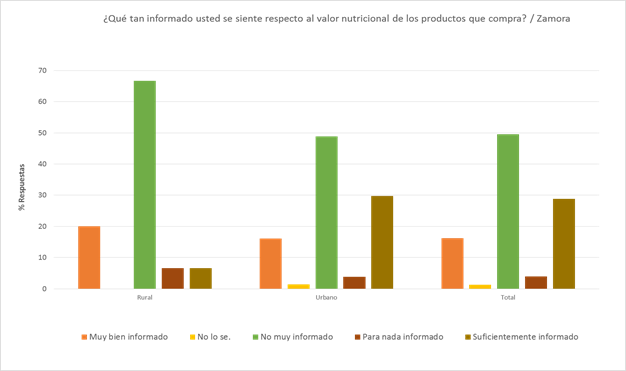 ¿Qué tan informado usted se siente respecto al valor nutricional de los productos que compra? / Zamora
70
60
50
40
30
20
10
0
% Respuestas
Rural
Urbano
Total
Muy bien informado
No lo se.
No muy informado
Para nada informado
Suficientemente informado